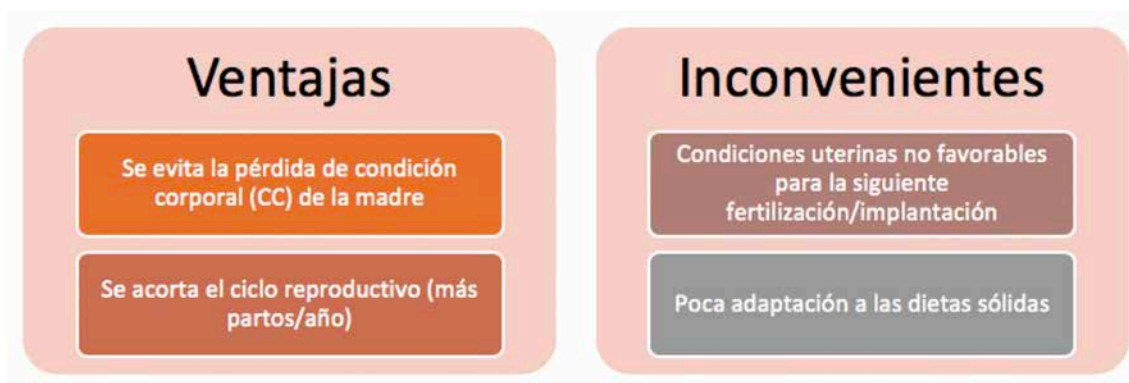 Ventajas
Se evita la pérdida de condición
corporal (CC) de la madre
Se acorta el ciclo reproductivo (más
partos/año)
Inconvenientes
Condiciones uterinas no favorables
para la siguiente
fertilización/implantación
Poca adaptación a las dietas sólidas